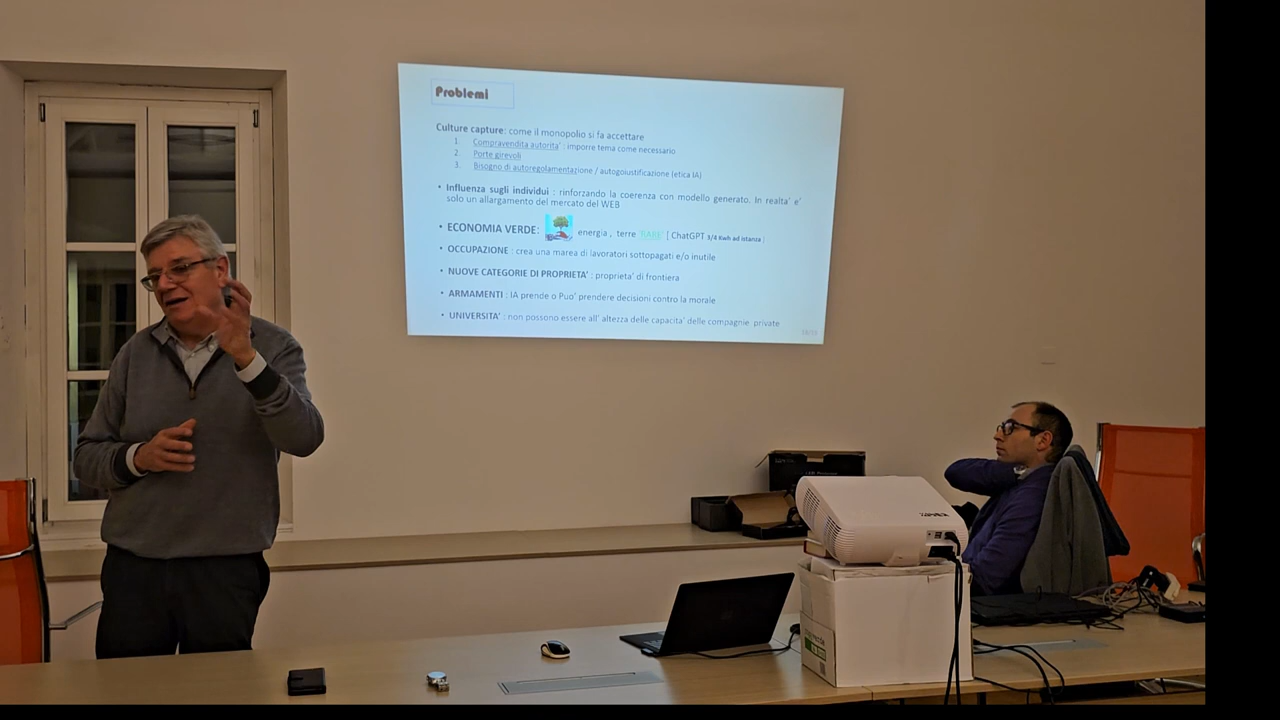 Problemi
Culture capture: come il monopolio si fa accettare
1. Compravendita autorita' : imporre tema come necessario
2. Porte girevoli
3. Bisogno di autoregolamentazione / autogoiustificazione (etica IA)
• Influenza sugli individui : rinforzando la coerenza con modello generato. In realta' e'
solo un allargamento del mercato del WEB
• ECONOMIA VERDE: energia , terre RARE [ ChatGPT 3/4 Kwh ad istanza ]
• OCCUPAZIONE : crea una marea di lavoratori sottopagati e/o inutile
• NUOVE CATEGORIE DI PROPRIETA' : proprieta' di frontiera
• ARMAMENTI : IA prende o Puo' prendere decisioni contro la morale
• UNIVERSITA' : non possono essere all' altezza delle capacita' delle compagnie private